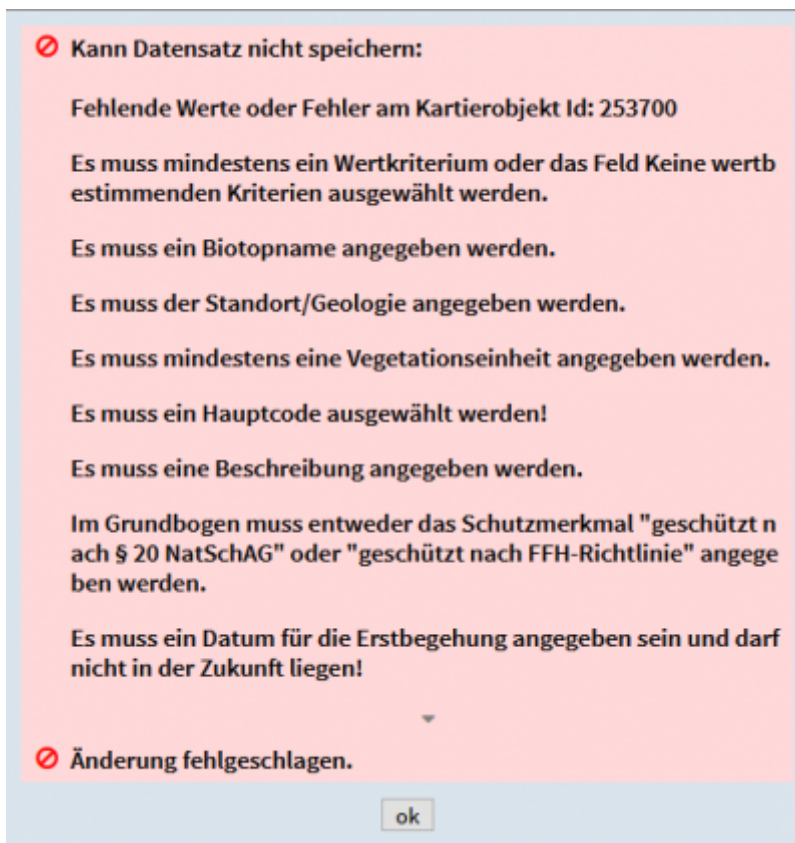 Kann Datensatz nicht speichern:
Fehlende Werte oder Fehler am Kartierobjekt Id: 253700
Es muss mindestens ein Wertkriterium oder das Feld Keine wertb
estimmenden Kriterien ausgewählt werden.
Es muss ein Biotopname angegeben werden.
Es muss der Standort/Geologie angegeben werden.
Es muss mindestens eine Vegetationseinheit angegeben werden.
Es muss ein Hauptcode ausgewählt werden!
Es muss eine Beschreibung angegeben werden.
Im Grundbogen muss entweder das Schutzmerkmal "geschützt n
ach § 20 NatSchAG" oder "geschützt nach FFH-Richtlinie" angege
ben werden.
Es muss ein Datum für die Erstbegehung angegeben sein und darf
nicht in der Zukunft liegen!
Änderung fehlgeschlagen.
ok